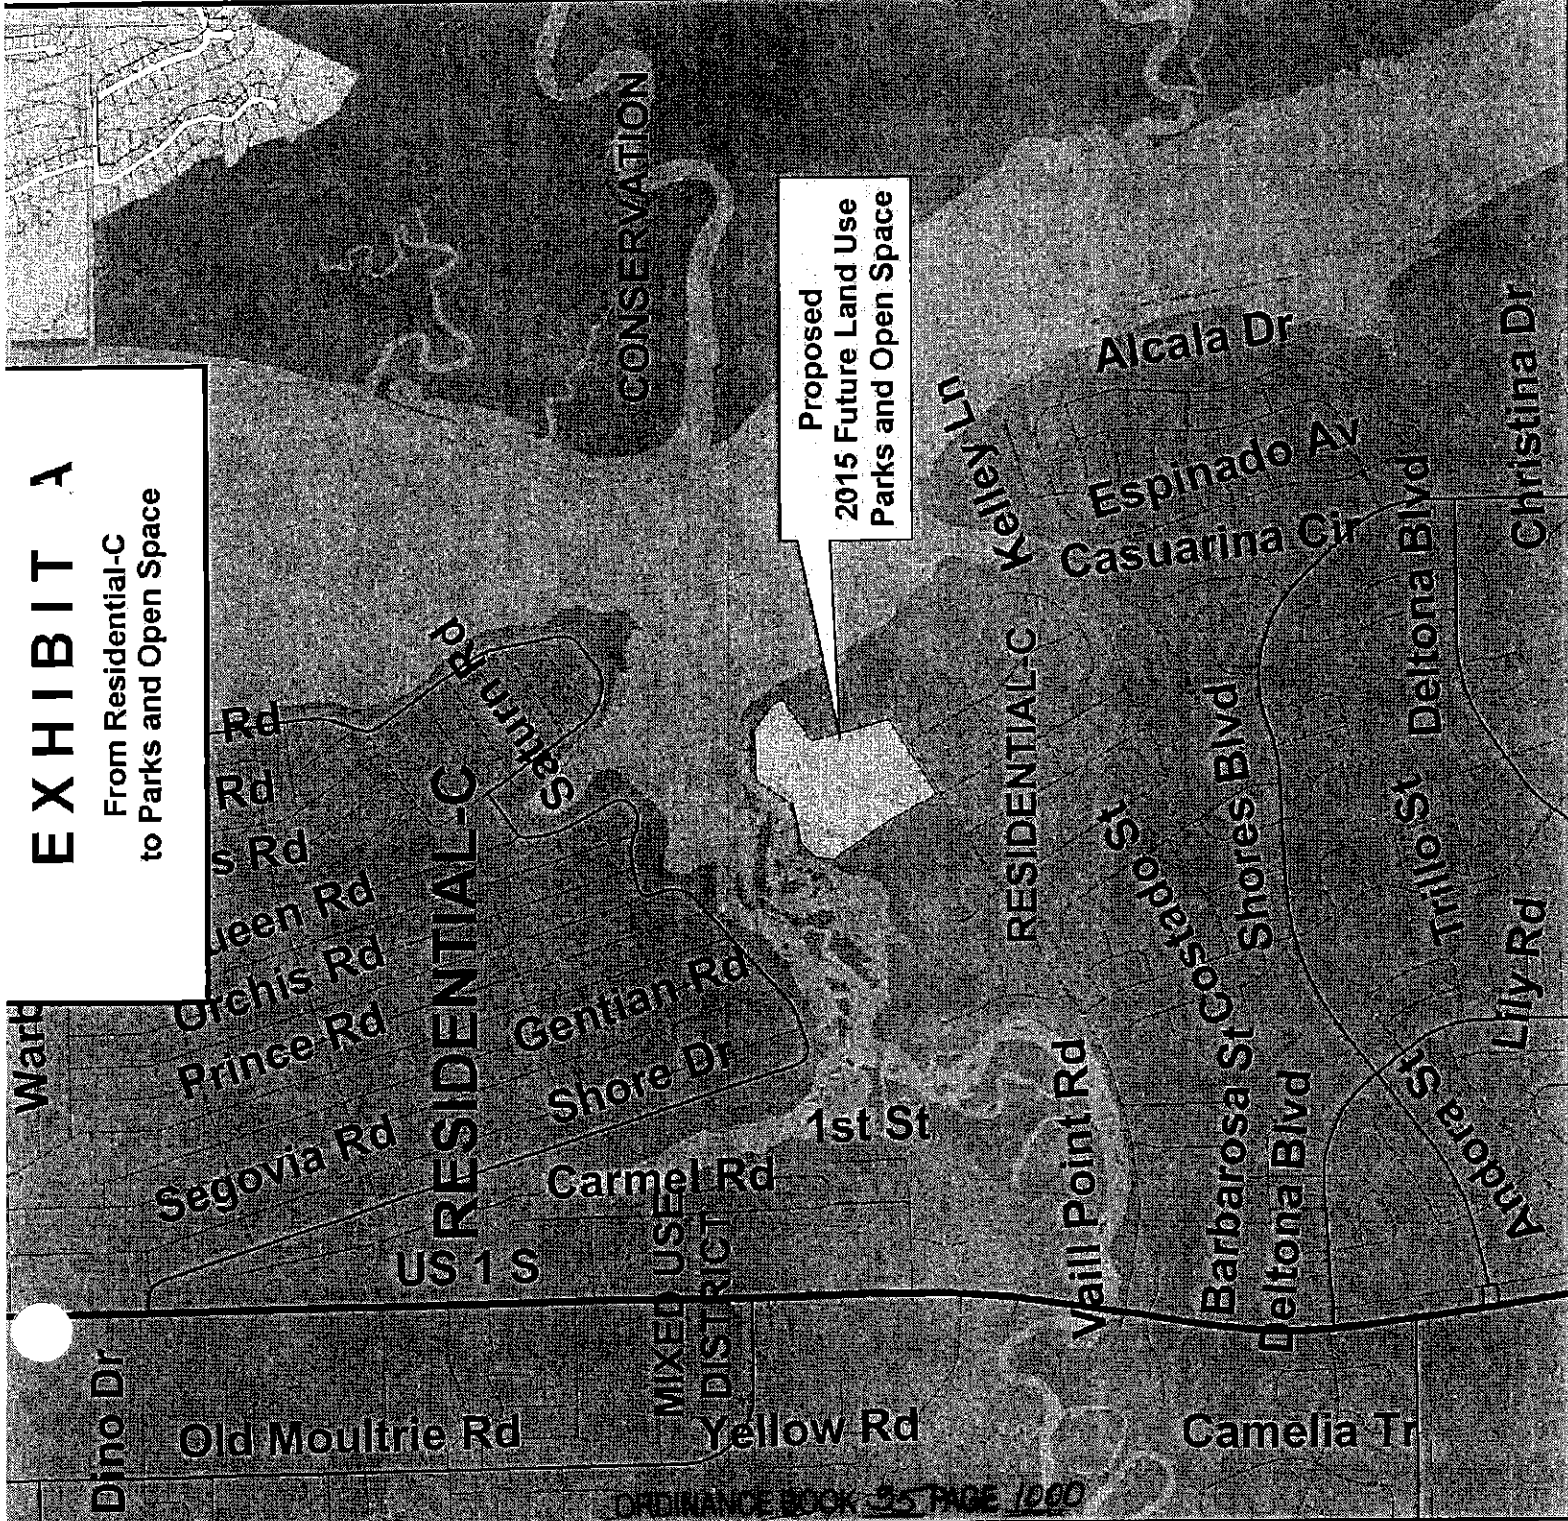 EXHIBIT A
From Residential-C
to Parks and Open Space
CONSERVATION
Proposed
2015 Future Land Use
Parks and Open Space
Rd
Rd
s Rd
ueen Rd
Orchis Rd
Prince Rd
Segovia Rd
Warb
Saturn Rd
RESIDENTIAL-C
Gentian Rd
Shore Dr
1st St
Carmel Rd
US 1 S
MIXED USE
DISTRICT
Dino Dr
Old Moultrie Rd
Yellow Rd
Camelia Tr
Kelley Ln
Alcala Dr
Espinado Av
Casuarina Cir
RESIDENTIAL-C
Christina Dr
Deltona Blvd
Shores Blvd
Costado St
Trillo St
Lily Rd
Vaill Point Rd
Barbarosa St
Deltona Blvd
Andora St
ORDINANCE BOOK 35 PAGE 1000